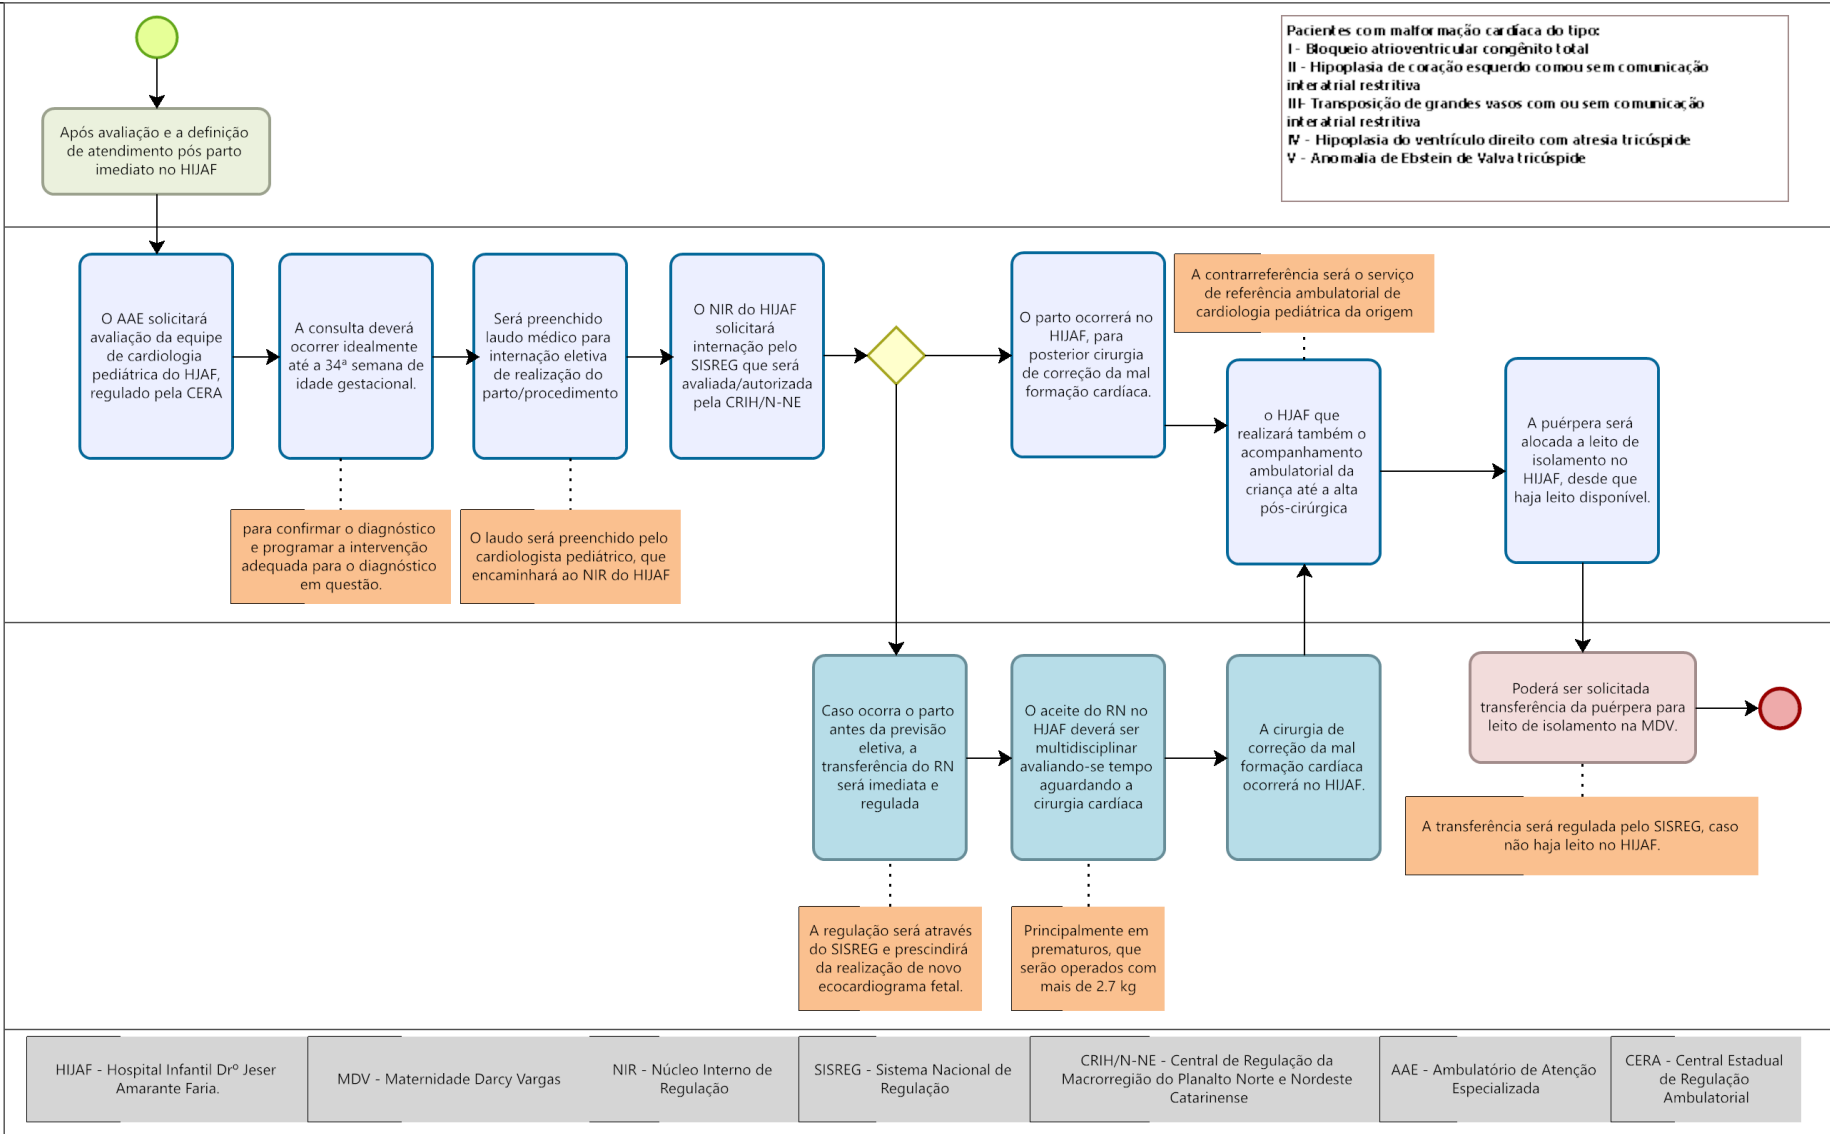 Pacientes com malformação cardíaca do tipo:
I - Bloqueio atrioventricular congênito total
II - Hipoplasia de coração esquerdo com ou sem comunicação
interatrial restritiva
III- Transposição de grandes vasos com ou sem comunicação
interatrial restritiva
IV - Hipoplasia do ventrículo direito com atresia tricúspide
V - Anomalia de Ebstein de Valva tricúspide
Após avaliação e a definição
de atendimento pós parto
imediato no HIJAF
O AAE solicitará
avaliação da equipe
de cardiologia
pediátrica do HJAF,
regulado pela CERA
A consulta deverá
ocorrer idealmente
até a 34ª semana de
idade gestacional.
Será preenchido
laudo médico para
internação eletiva
de realização do
parto/procedimento
O NIR do HIJAF
solicitará
internação pelo
SISREG que será
avaliada/autorizada
pela CRIH/N-NE
O parto ocorrerá no
HIJAF, para
posterior cirurgia
de correção da mal
formação cardíaca.
A contrarreferência será o serviço
de referência ambulatorial de
cardiologia pediátrica da origem
o HJAF que
realizará também o
acompanhamento
ambulatorial da
criança até a alta
pós-cirúrgica
A puérpera será
alocada a leito de
isolamento no
HIJAF, desde que
haja leito disponível.
para confirmar o diagnóstico
e programar a intervenção
adequada para o diagnóstico
em questão.
O laudo será preenchido pelo
cardiologista pediátrico, que
encaminhará ao NIR do HIJAF
Caso ocorra o parto
antes da previsão
eletiva, a
transferência do RN
será imediata e
regulada
O aceite do RN no
HJAF deverá ser
multidisciplinar
avaliando-se tempo
aguardando a
cirurgia cardíaca
A cirurgia de
correção da mal
formação cardíaca
ocorrerá no HIJAF.
Poderá ser solicitada
transferência da puérpera para
leito de isolamento na MDV.
A transferência será regulada pelo SISREG, caso
não haja leito no HIJAF.
A regulação será através
do SISREG e prescindirá
da realização de novo
ecocardiograma fetal.
Principalmente em
prematuros, que
serão operados com
mais de 2.7 kg
HIJAF - Hospital Infantil Drº Jeser
Amarante Faria.
MDV - Maternidade Darcy Vargas
NIR - Núcleo Interno de
Regulação
SISREG - Sistema Nacional de
Regulação
CRIH/N-NE - Central de Regulação da
Macrorregião do Planalto Norte e Nordeste
Catarinense
AAE - Ambulatório de Atenção
Especializada
CERA - Central Estadual
de Regulação
Ambulatorial